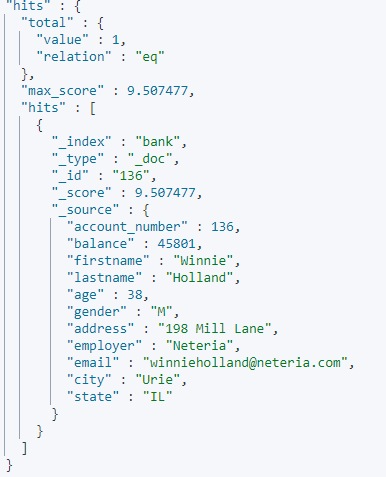 "hits" : {
"total" : {
"value" : 1,
"relation" : "eq"
},
"max_score" : 9.507477,
"hits" : [
{
"_index" : "bank",
"_type" : "_doc",
"_id" : "136",
"_score" : 9.507477,
"_source" : {
"account_number" : 136,
"balance" : 45801,
"firstname" : "Winnie",
"lastname" : "Holland",
"age" : 38,
"gender" : "M",
"address" : "198 Mill Lane",
"employer" : "Neteria",
"email" : "winnieholland@neteria.com",
"city" : "Urie",
"state" : "IL"
}
}
]
}